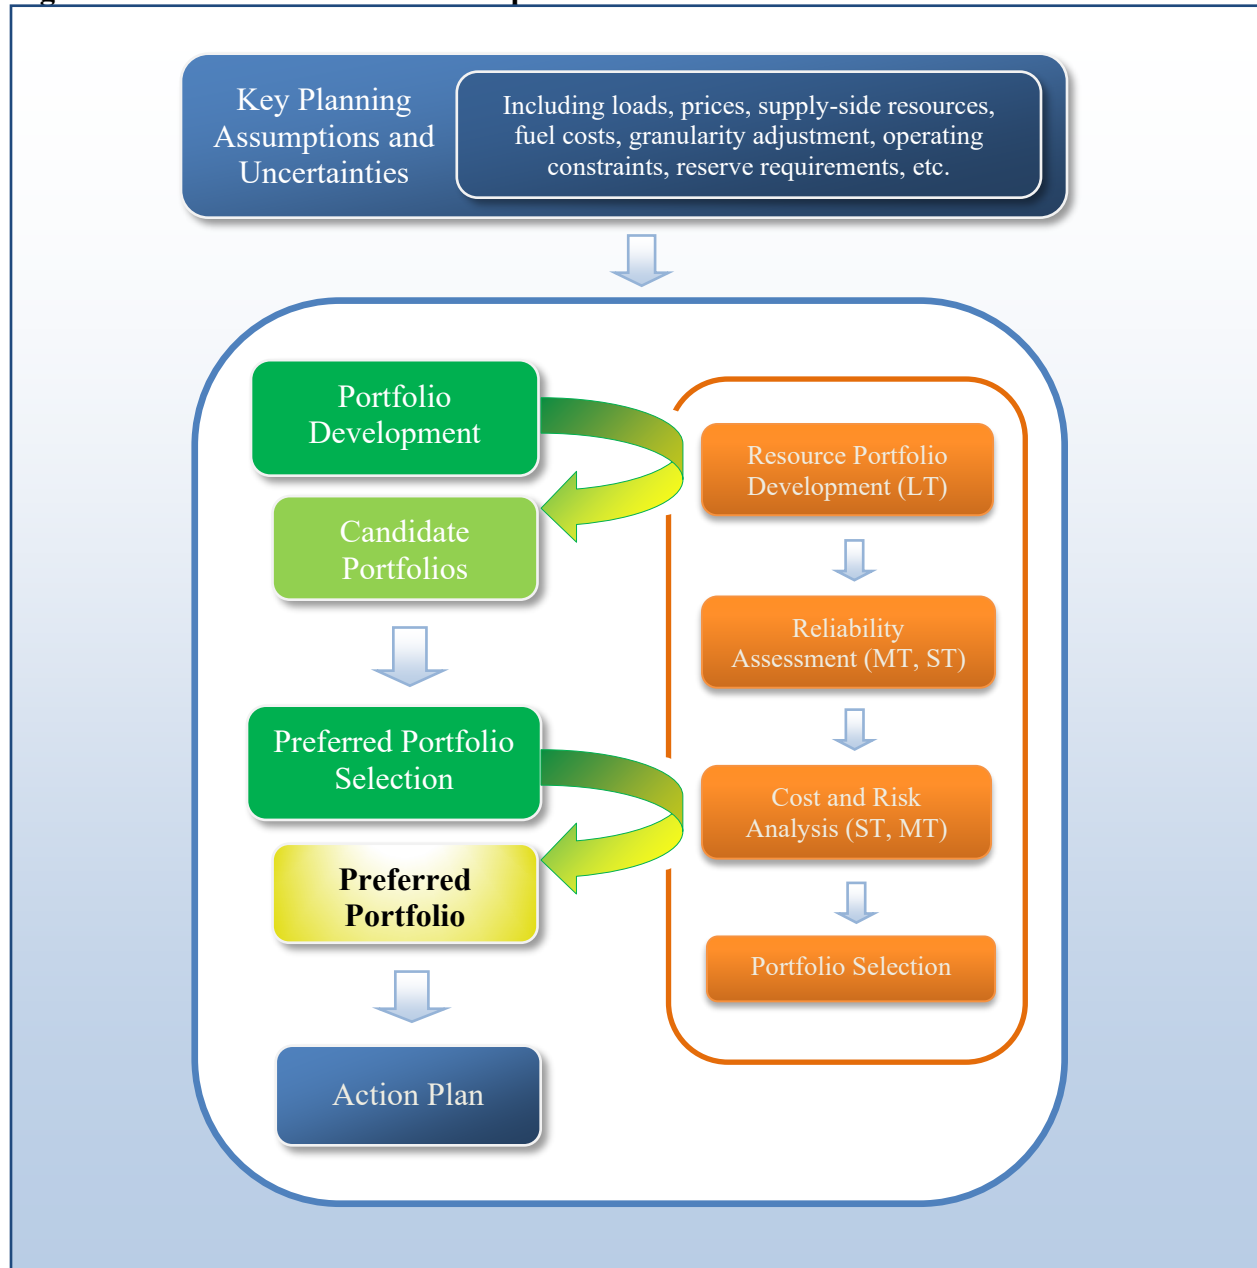 Key Planning
Assumptions and
Uncertainties
Including loads, prices, supply-side resources,
fuel costs, granularity adjustment, operating
constraints, reserve requirements, etc.
Portfolio
Development
Candidate
Portfolios
Preferred Portfolio
Selection
Preferred
Portfolio
Action Plan
Resource Portfolio
Development (LT)
Reliability
Assessment (MT, ST)
Cost and Risk
Analysis (ST, MT)
Portfolio Selection